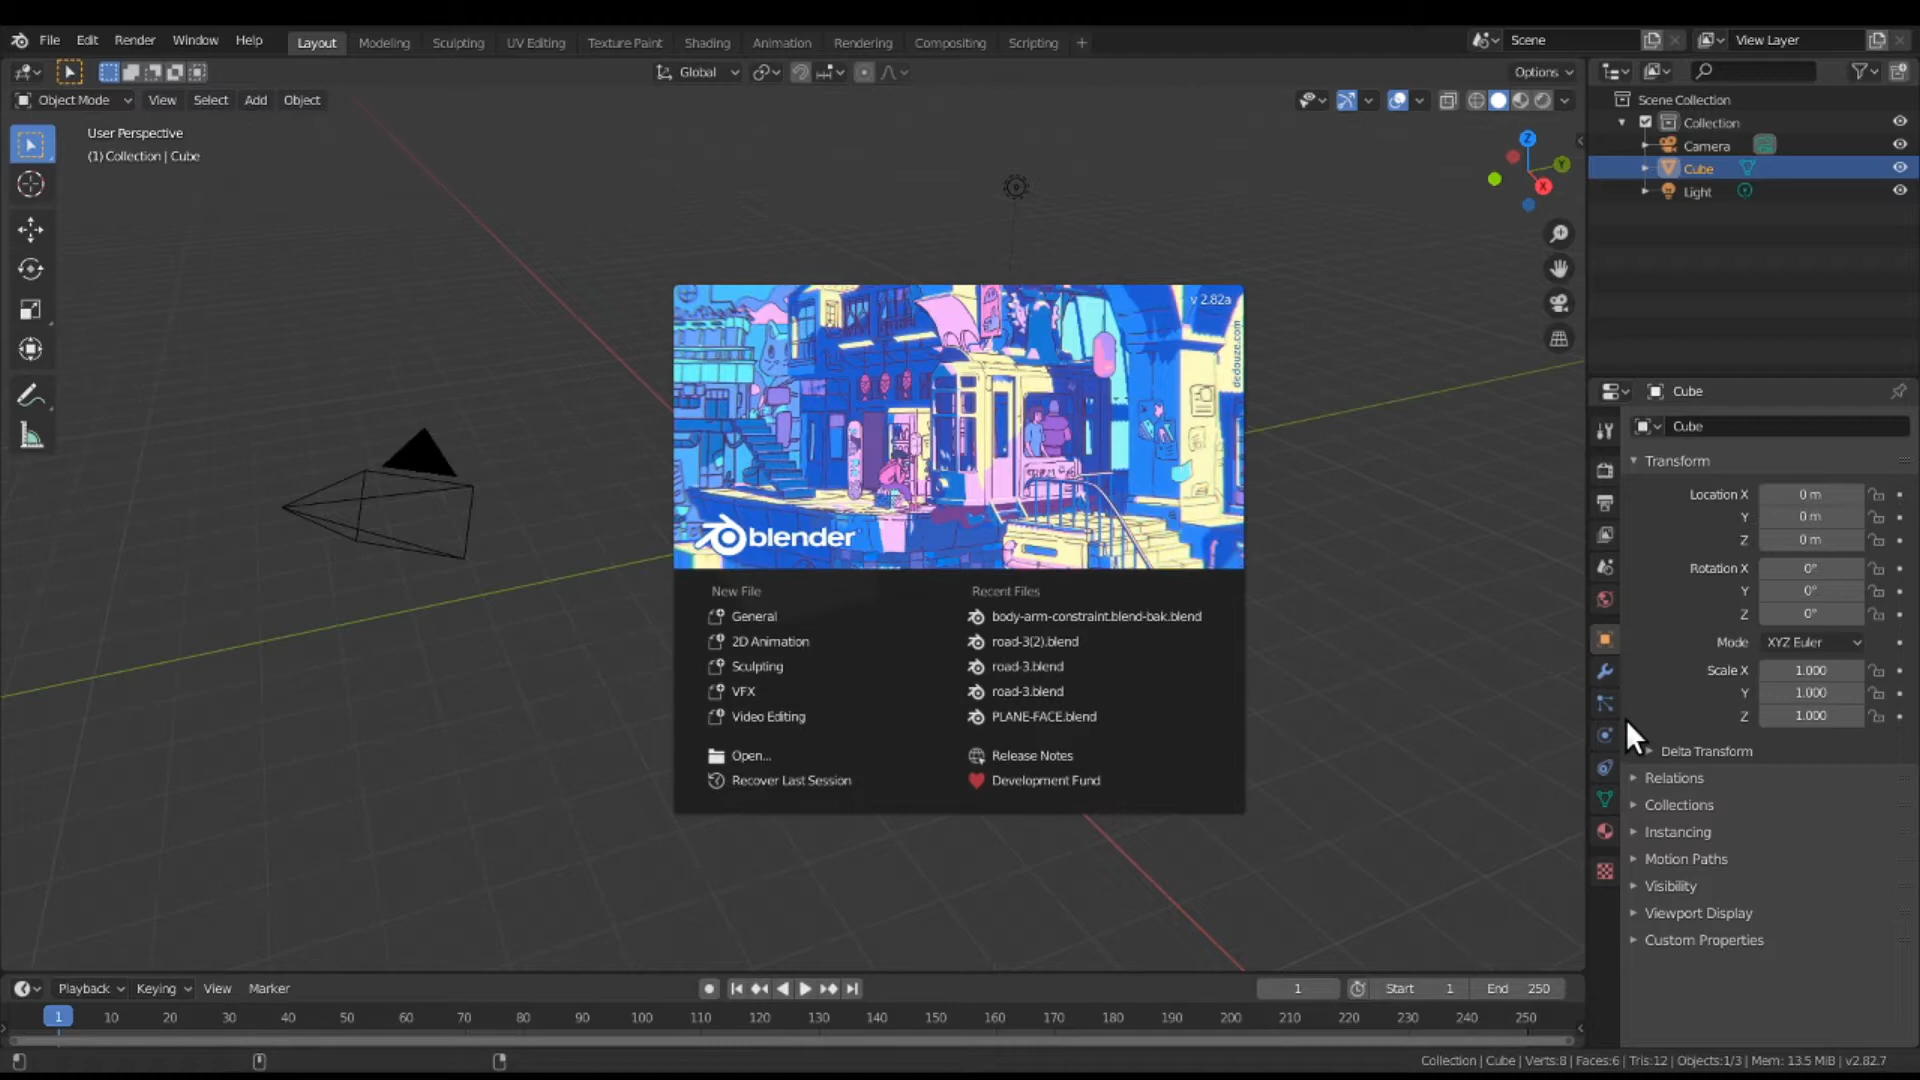 File Edit Render Window Help Layout Modeling Sculpting UV Editing Texture Paint Shading Animation Rendering Compositing Scripting + Scene View Layer
Global Options
Object Mode View Select Add Object
User Perspective
(1) Collection | Cube
Z
Y
X
Scene Collection
Collection
Camera
Cube
Light
v 2.82a
dedouze.com
blender
New File
General
2D Animation
Sculpting
VFX
Video Editing
Open...
Recover Last Session
Recent Files
body-arm-constraint.blend-bak.blend
road-3(2).blend
road-3.blend
road-3.blend
PLANE-FACE.blend
Release Notes
Development Fund
Cube
Cube
Transform
Location X 0 m
Y 0 m
Z 0 m
Rotation X 0°
Y 0°
Z 0°
Mode XYZ Euler
Scale X 1.000
Y 1.000
Z 1.000
Delta Transform
Relations
Collections
Instancing
Motion Paths
Visibility
Viewport Display
Custom Properties
Playback Keying View Marker 1 Start 1 End 250
1 10 20 30 40 50 60 70 80 90 100 110 120 130 140 150 160 170 180 190 200 210 220 230 240 250
Collection | Cube | Verts:8 | Faces:6 | Tris:12 | Objects:1/3 | Mem: 13.5 MiB | v2.82.7